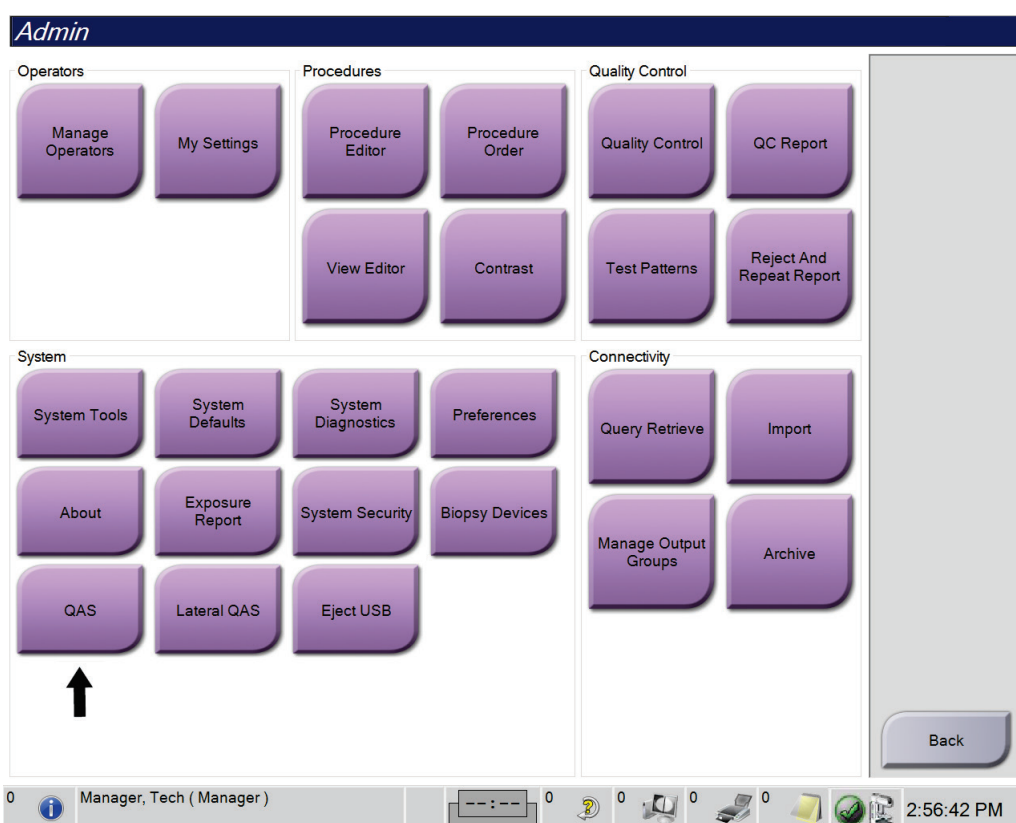 Admin
Operators
Manage
Operators
My Settings
Procedures
Procedure
Editor
Procedure
Order
View Editor
Contrast
Quality Control
Quality Control
QC Report
Test Patterns
Reject And
Repeat Report
System
System Tools
System
Defaults
System
Diagnostics
Preferences
About
Exposure
Report
System Security
Biopsy Devices
QAS
Lateral QAS
Eject USB
Connectivity
Query Retrieve
Import
Manage Output
Groups
Archive
Back
0
Manager, Tech ( Manager )
--:--
0
0
0
0
2:56:42 PM